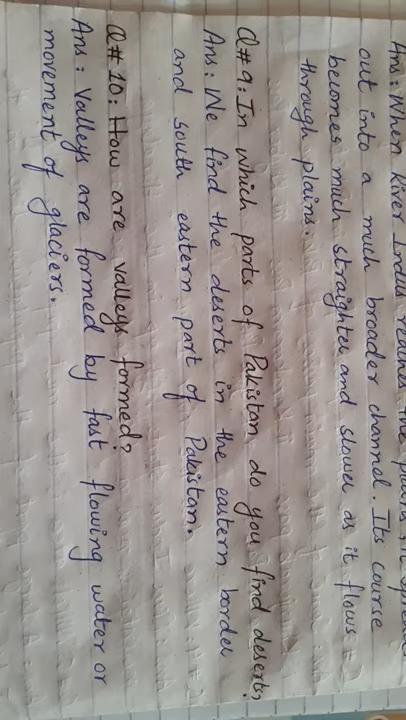 Ans: When River Indus reaches the plains, it
out into a much broader channel. Its course
becomes much straighter and slower as it flows
through plains.
Q#9: In which parts of Pakistan do you find deserts?
Ans: We find the deserts in the eastern border
and south eastern part of Pakistan.
Q#10: How are valleys formed?
Ans: Valleys are formed by fast flowing water or
movement of glaciers.